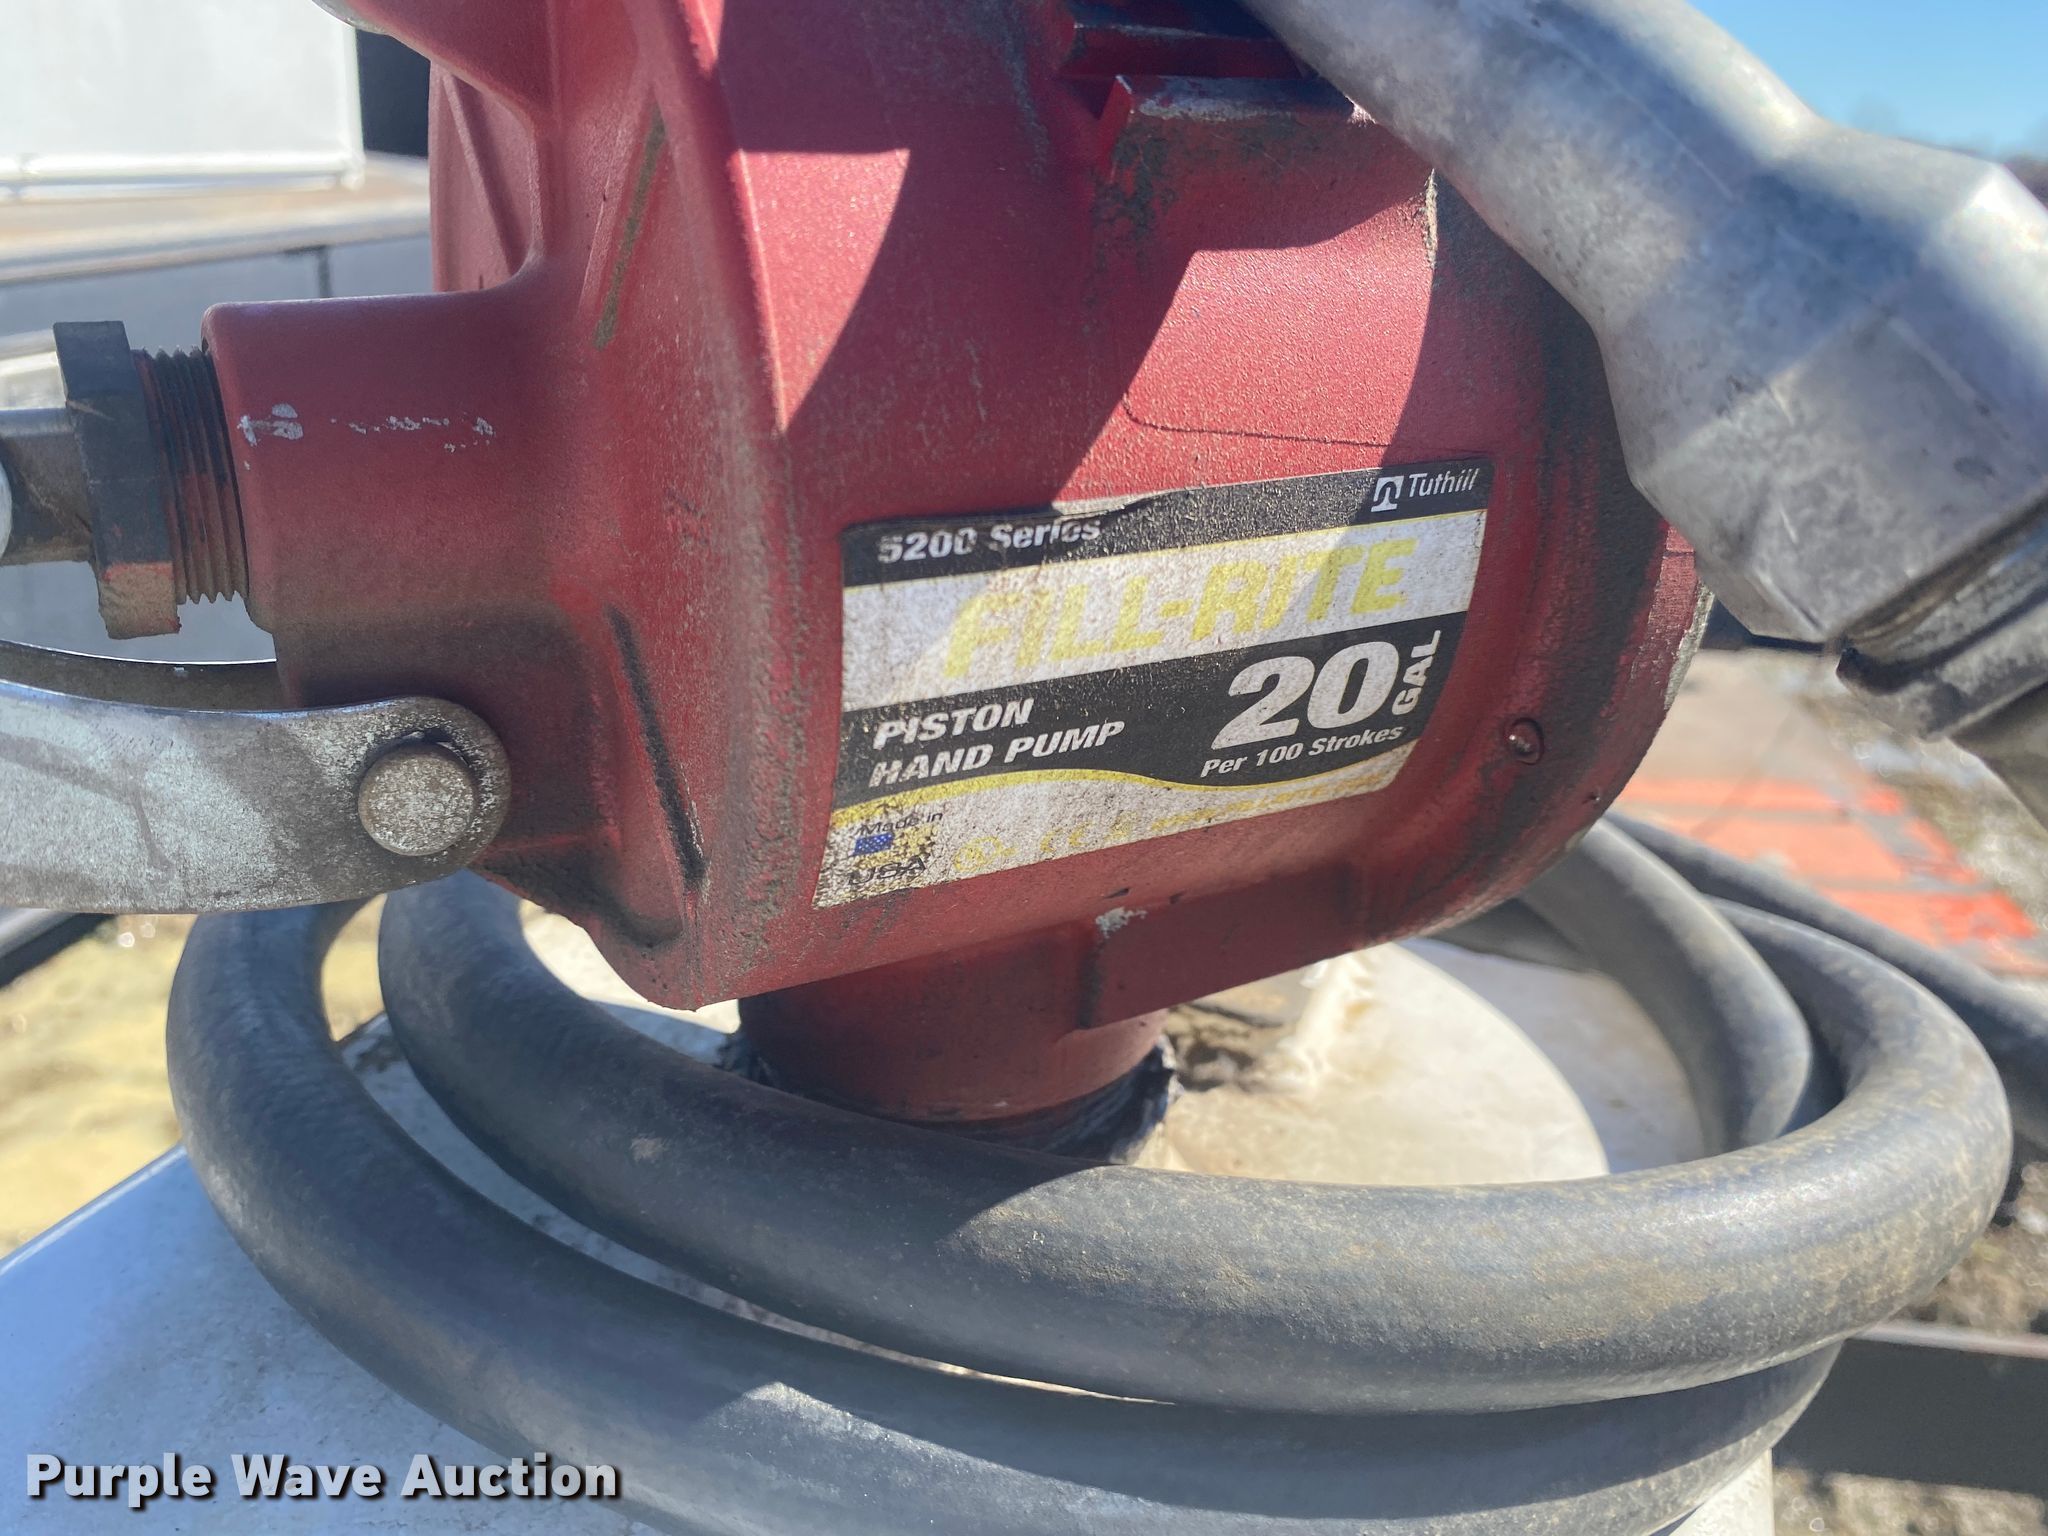 5200 Series
Tuthill
FILL-RITE
PISTON
HAND PUMP
20 GAL
Per 100 Strokes
Made in
USA
Purple Wave Auction